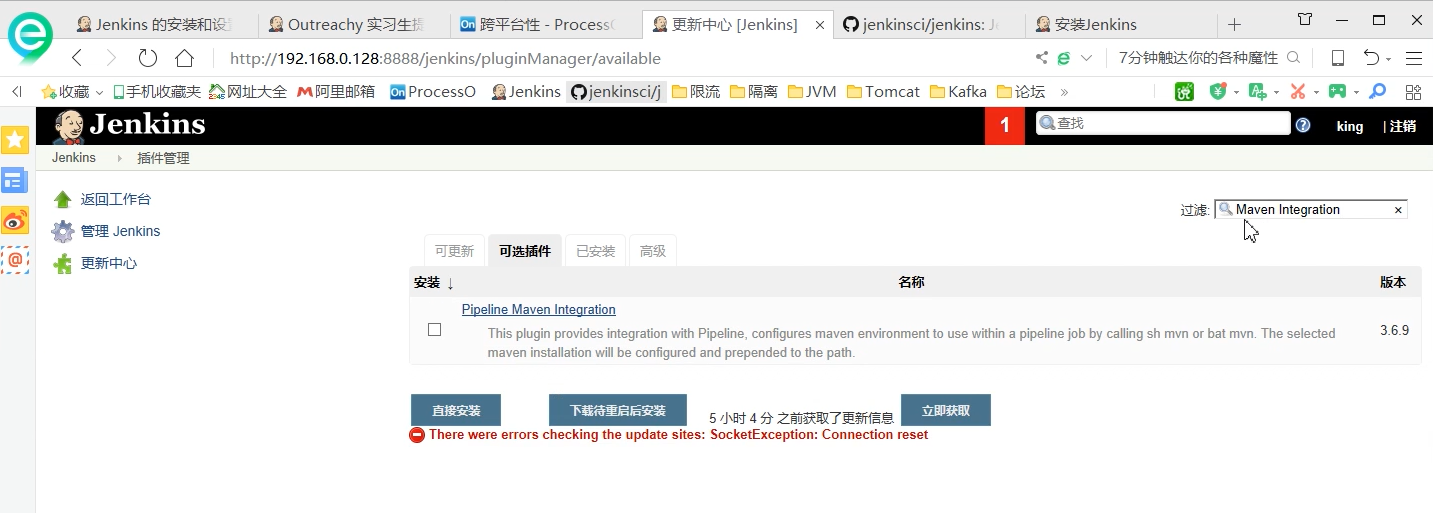 Jenkins 的安装和设
Outreachy 实习生提
On 跨平台性 - ProcessO
更新中心 [Jenkins]
jenkinsci/jenkins: J
安装Jenkins
http://192.168.0.128:8888/jenkins/pluginManager/available
7分钟触达你的各种魔性
收藏
手机收藏夹
网址大全
阿里邮箱
On ProcessO
Jenkins
jenkinsci/j
限流
隔离
JVM
Tomcat
Kafka
论坛
Jenkins
1
查找
king
| 注销
Jenkins
插件管理
返回工作台
管理 Jenkins
更新中心
过滤: Maven Integration
可更新
可选插件
已安装
高级
安装 ↓
名称
版本
Pipeline Maven Integration
This plugin provides integration with Pipeline, configures maven environment to use within a pipeline job by calling sh mvn or bat mvn. The selected
maven installation will be configured and prepended to the path.
3.6.9
直接安装
下载待重启后安装
5 小时 4 分 之前获取了更新信息
立即获取
There were errors checking the update sites: SocketException: Connection reset